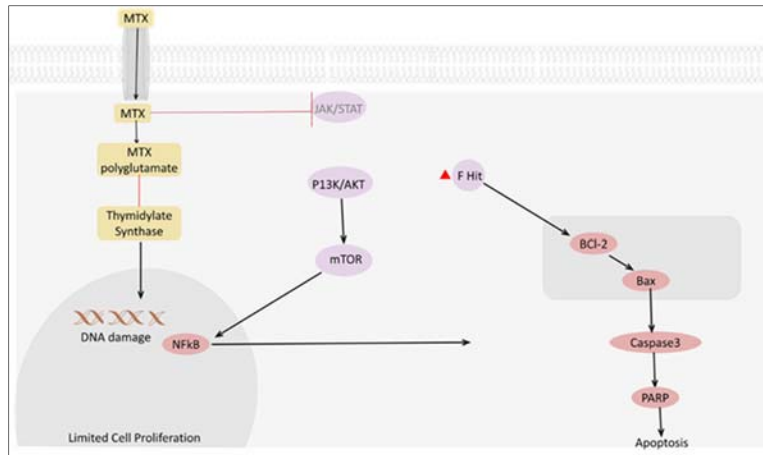 MTX
MTX
JAK/STAT
MTX
polyglutamate
P13K/AKT
F Hit
Thymidylate
Synthase
BCl-2
mTOR
Bax
DNA damage
NFkB
Caspase3
PARP
Limited Cell Proliferation
Apoptosis